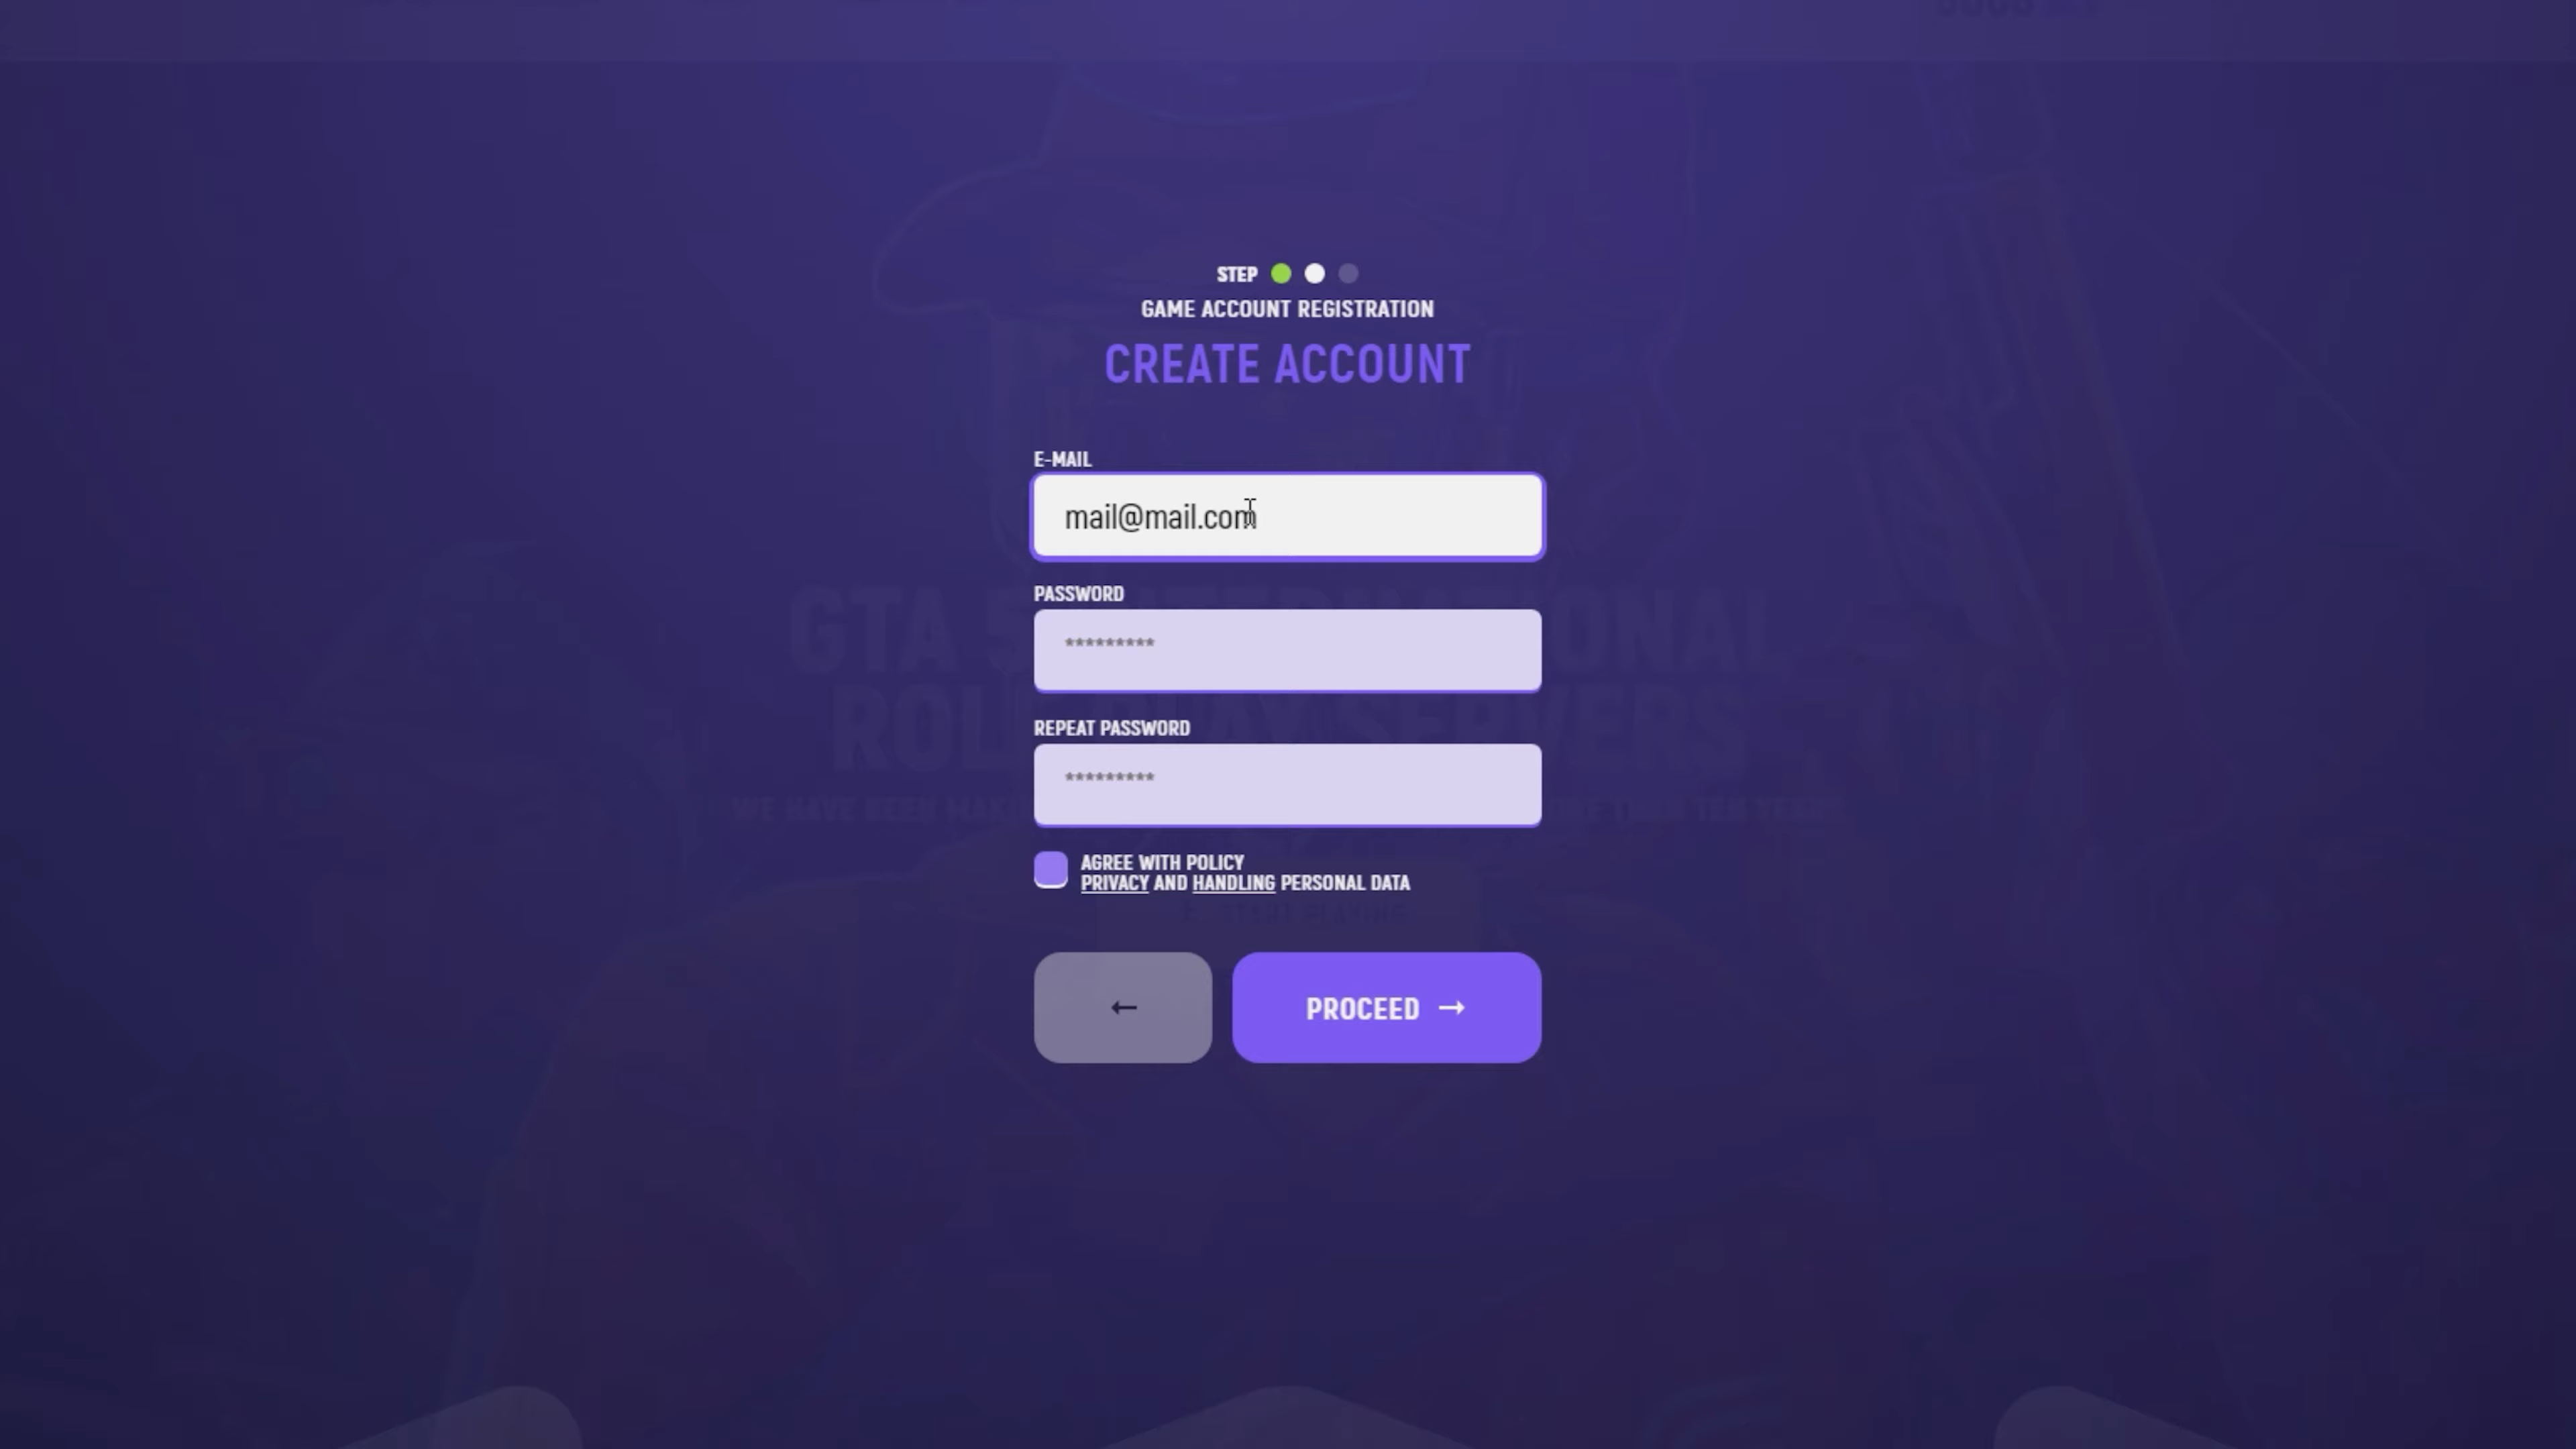 STEP
GAME ACCOUNT REGISTRATION
CREATE ACCOUNT
E-MAIL
mail@mail.com
PASSWORD
*********
REPEAT PASSWORD
*********
AGREE WITH POLICY
PRIVACY AND HANDLING PERSONAL DATA
← 
PROCEED →